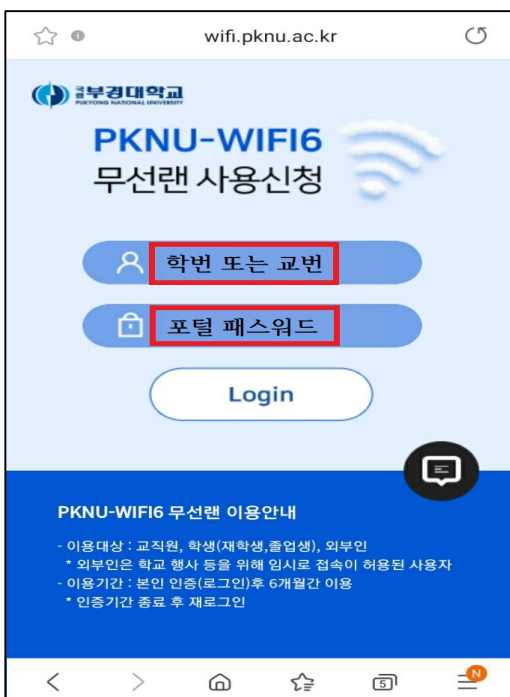 wifi.pknu.ac.kr
국립부경대학교
PUKYONG NATIONAL UNIVERSITY
PKNU-WIFI6
무선랜 사용신청
학번 또는 교번
포털 패스워드
Login
PKNU-WIFI6 무선랜 이용안내
- 이용대상 : 교직원, 학생(재학생,졸업생), 외부인
* 외부인은 학교 행사 등을 위해 임시로 접속이 허용된 사용자
- 이용기간 : 본인 인증(로그인)후 6개월간 이용
* 인증기간 종료 후 재로그인
5
N